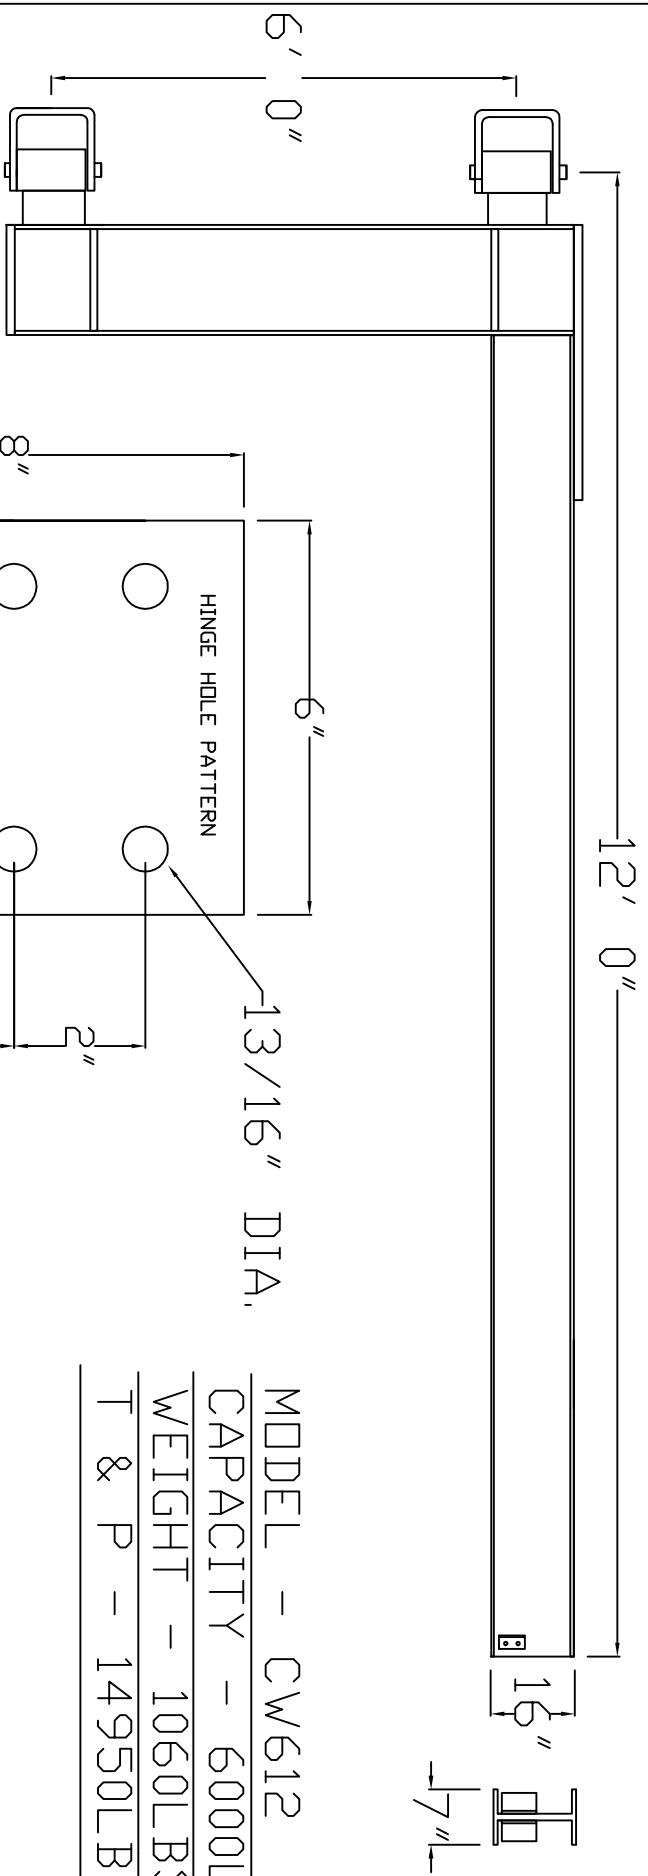 6' 0"
12' 0"
16"
7"
8"
6"
HINGE HOLE PATTERN
2"
13/16" DIA.
MODEL - CW612
CAPACITY - 6000L
WEIGHT - 1060LBS
T & P - 14950LB